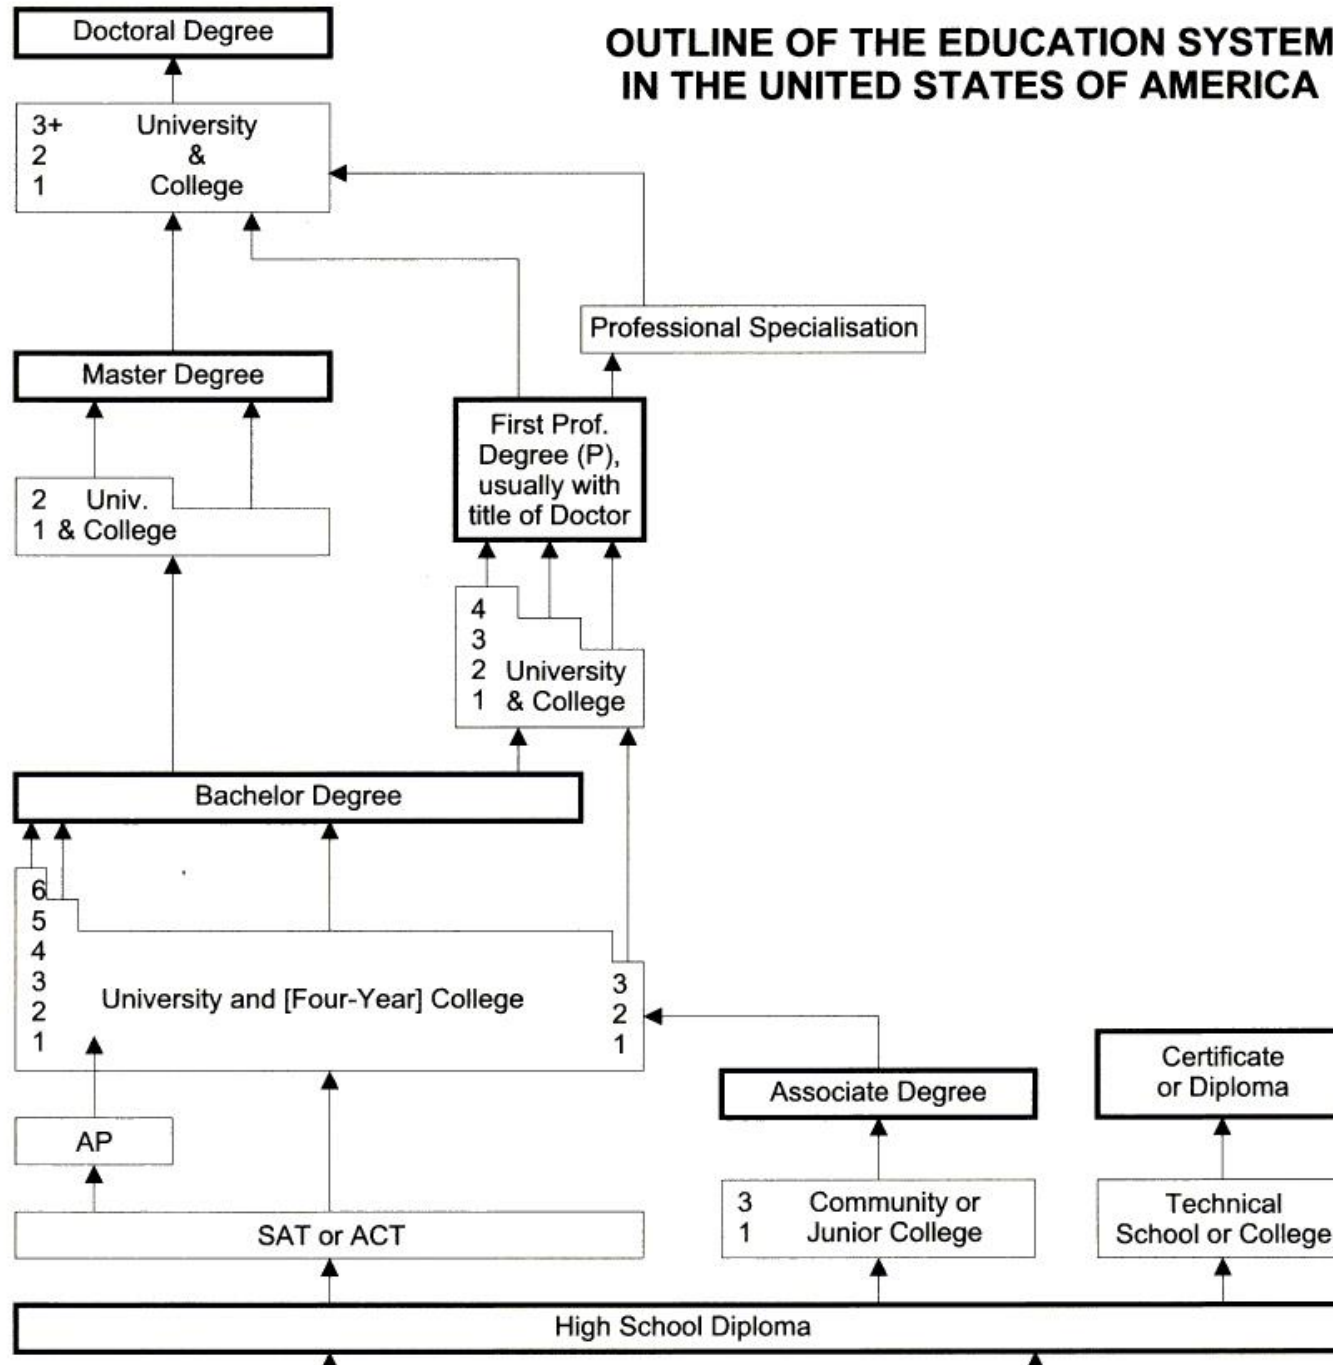 OUTLINE OF THE EDUCATION SYSTEM
IN THE UNITED STATES OF AMERICA
Doctoral Degree
3+ University
2 &
1 College
Professional Specialisation
Master Degree
First Prof.
Degree (P),
usually with
title of Doctor
2 Univ.
1 & College
4
3
2 University
1 & College
Bachelor Degree
6
5
4
3
2
1
University and [Four-Year] College
3
2
1
Certificate
or Diploma
Associate Degree
AP
3 Community or
1 Junior College
Technical
School or College
SAT or ACT
High School Diploma